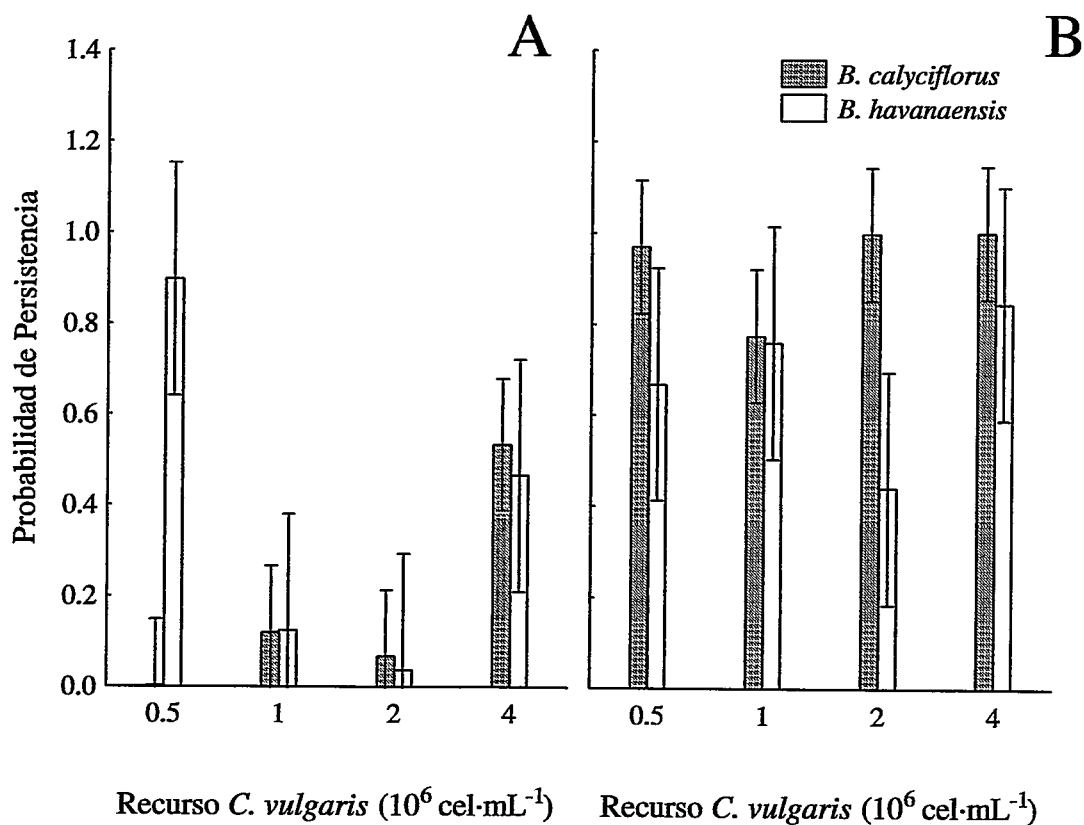 A
B
B. calyciflorus
B. havanaensis
Probabilidad de Persistencia
1.4
1.2
1.0
0.8
0.6
0.4
0.2
0.0
0.5 1 2 4
0.5 1 2 4
Recurso C. vulgaris (10⁶ cel·mL⁻¹)
Recurso C. vulgaris (10⁶ cel·mL⁻¹)